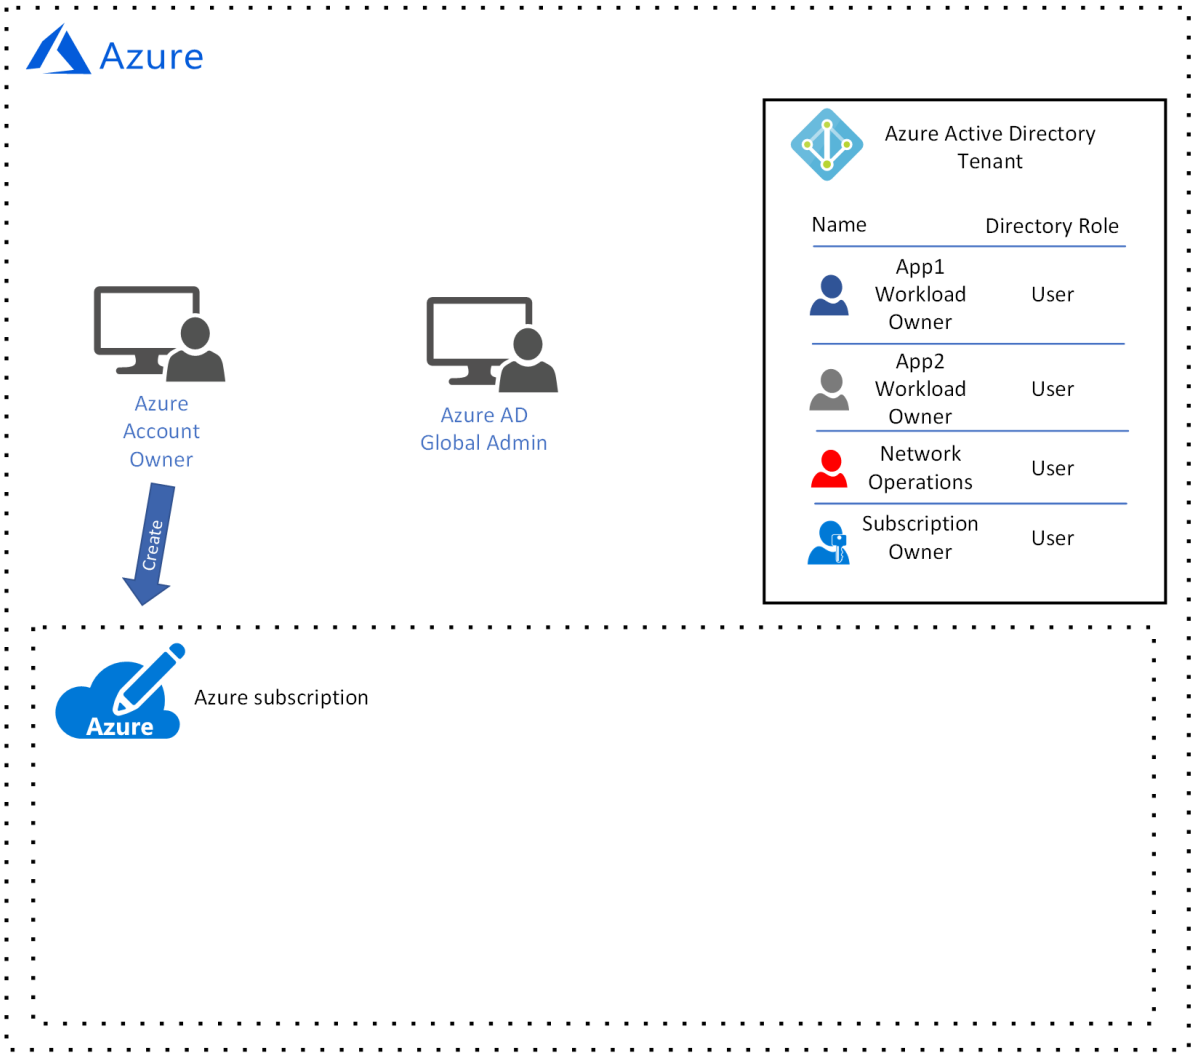 Azure
Azure Active Directory
Tenant
Name
Directory Role
App1
Workload
Owner
User
App2
Workload
Owner
User
Network
Operations
User
Subscription
Owner
User
Azure
Account
Owner
Azure AD
Global Admin
Create
Azure
Azure subscription